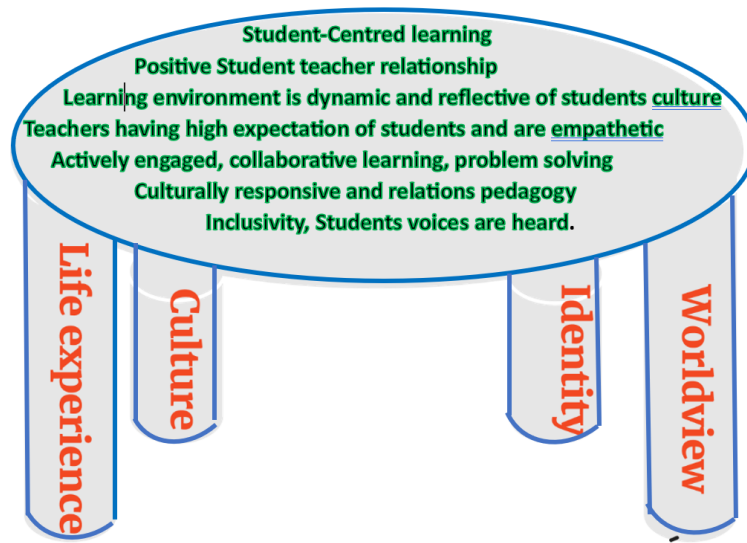 Student-Centred learning
Positive Student teacher relationship
Learning environment is dynamic and reflective of students culture
Teachers having high expectation of students and are empathetic
Actively engaged, collaborative learning, problem solving
Culturally responsive and relations pedagogy
Inclusivity, Students voices are heard.
Life experience
Culture
Identity
Worldview